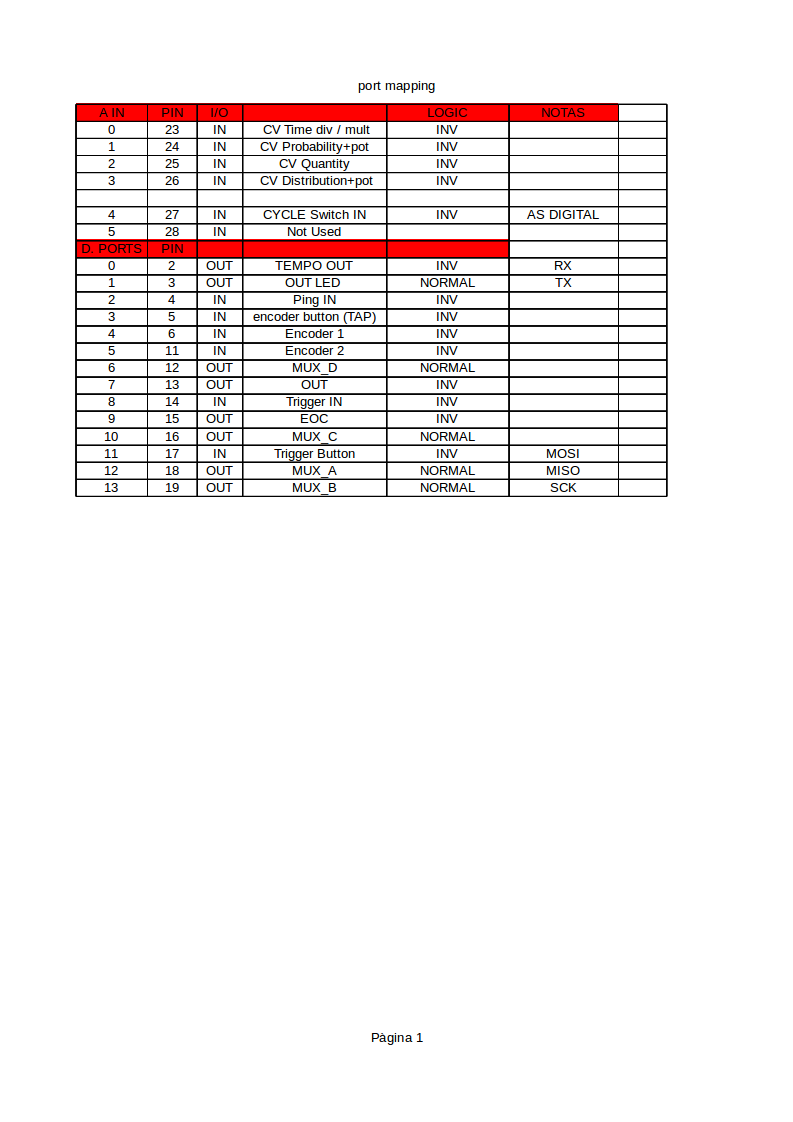 port mapping
A IN PIN I/O LOGIC NOTAS
0 23 IN CV Time div / mult INV
1 24 IN CV Probability+pot INV
2 25 IN CV Quantity INV
3 26 IN CV Distribution+pot INV
4 27 IN CYCLE Switch IN INV AS DIGITAL
5 28 IN Not Used
D. PORTS PIN
0 2 OUT TEMPO OUT INV RX
1 3 OUT OUT LED NORMAL TX
2 4 IN Ping IN INV
3 5 IN encoder button (TAP) INV
4 6 IN Encoder 1 INV
5 11 IN Encoder 2 INV
6 12 OUT MUX_D NORMAL
7 13 OUT OUT INV
8 14 IN Trigger IN INV
9 15 OUT EOC INV
10 16 OUT MUX_C NORMAL
11 17 IN Trigger Button INV MOSI
12 18 OUT MUX_A NORMAL MISO
13 19 OUT MUX_B NORMAL SCK
Pàgina 1